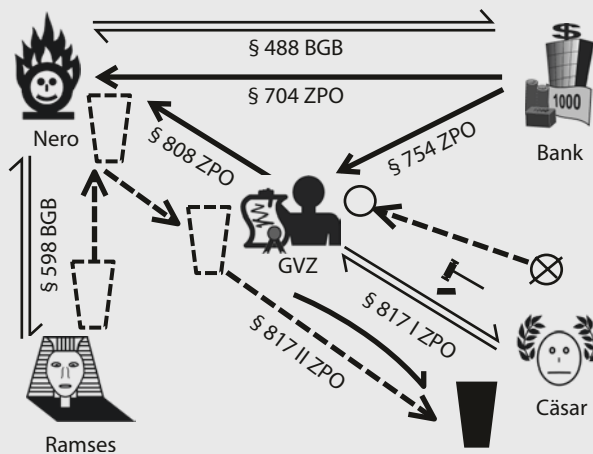 § 488 BGB
$
1000
§ 704 ZPO
Nero
Bank
§ 808 ZPO
§ 754 ZPO
§ 598 BGB
GVZ
§ 817 I ZPO
§ 817 II ZPO
Cäsar
Ramses